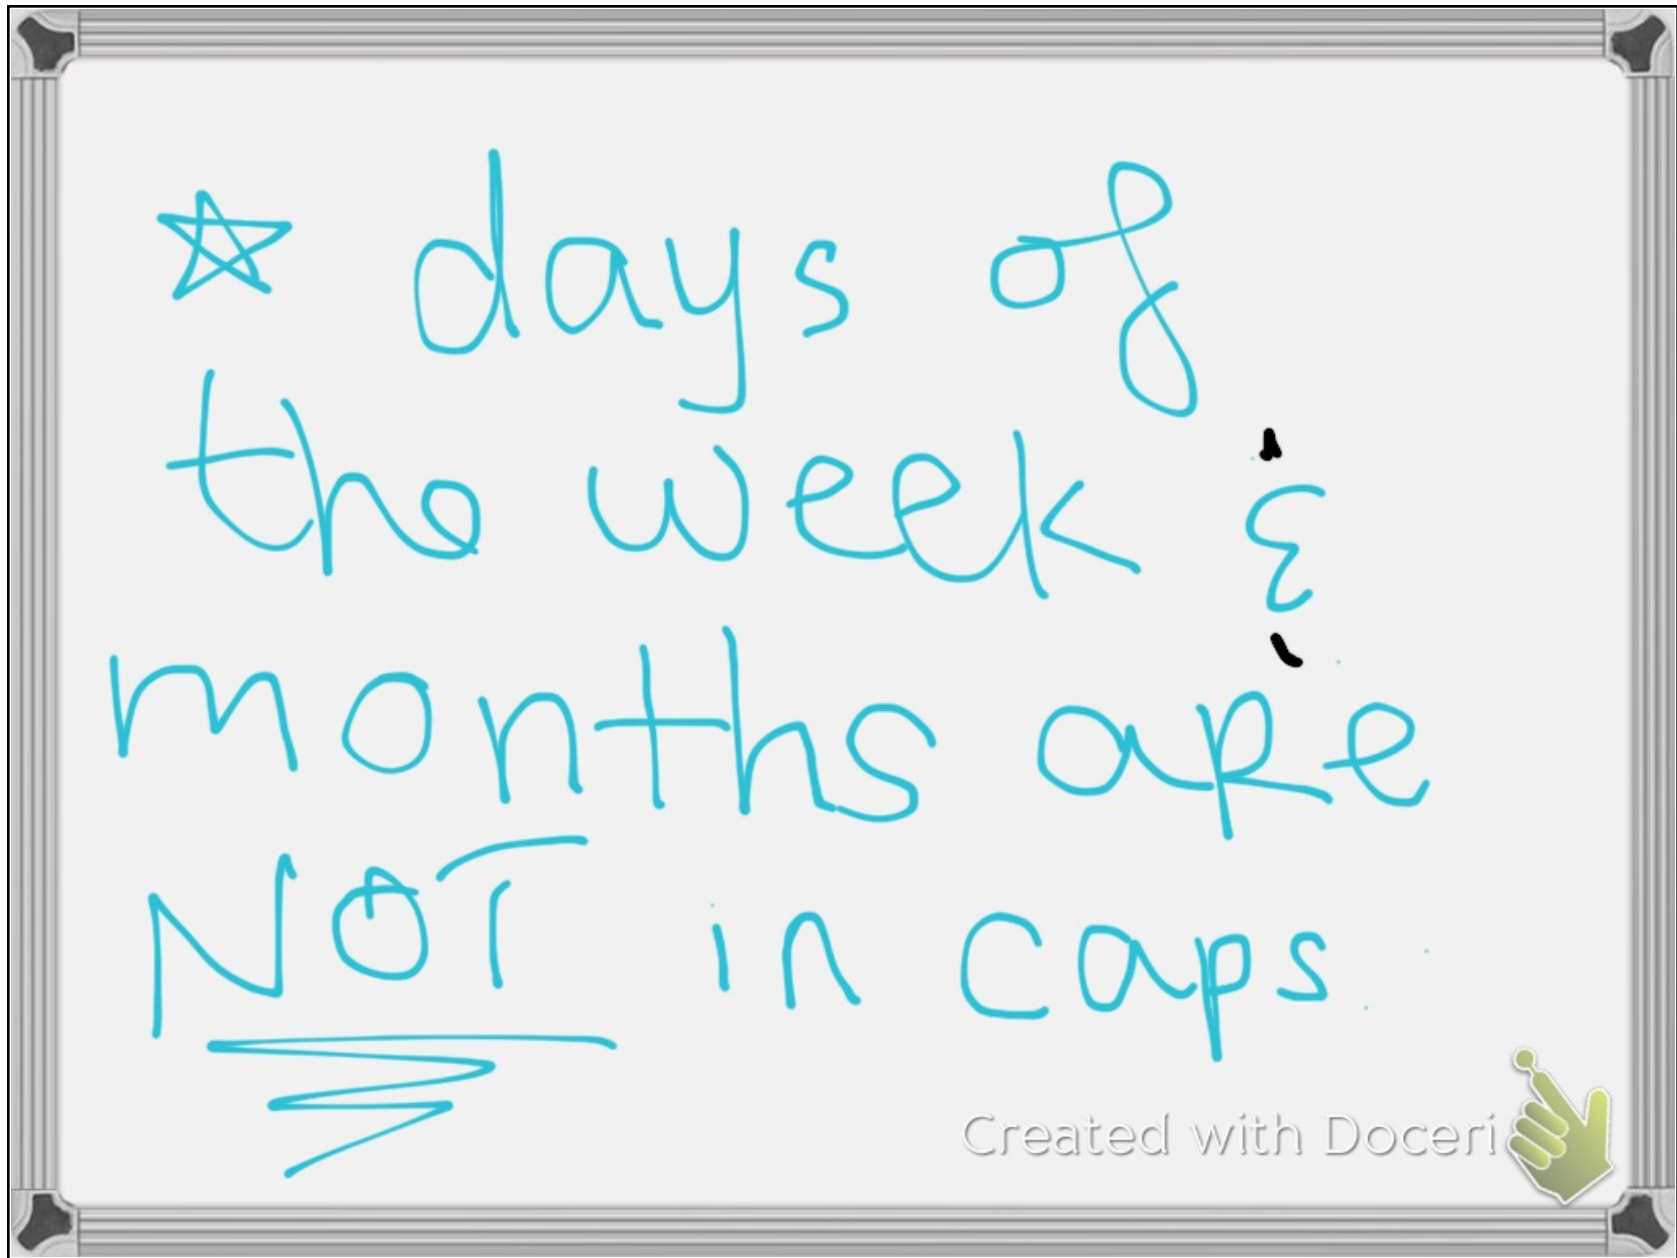 ☆ days of
the week &
months are
NOT in caps
Created with Doceri